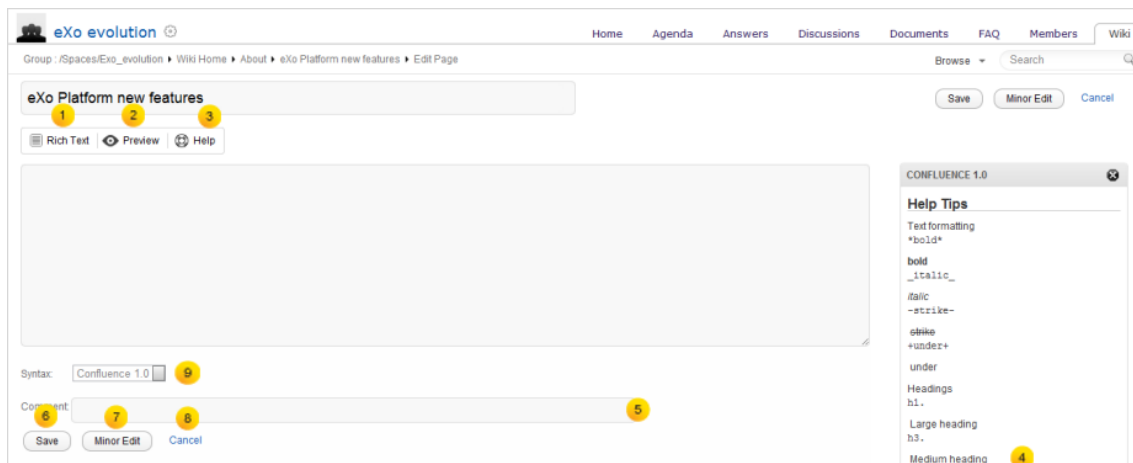 eXo evolution
Home Agenda Answers Discussions Documents FAQ Members Wiki
Group : /Spaces/Exo_evolution ▸ Wiki Home ▸ About ▸ eXo Platform new features ▸ Edit Page
Browse Search
eXo Platform new features
Save Minor Edit Cancel
1 2 3
Rich Text Preview Help
CONFLUENCE 1.0
Help Tips
Text formatting
*bold*
bold
_italic_
italic
-strike-
strike
+under+
under
Headings
h1.
Large heading
h3.
Medium heading 4
Syntax: Confluence 1.0 9
Comment: 5
6 7 8
Save Minor Edit Cancel